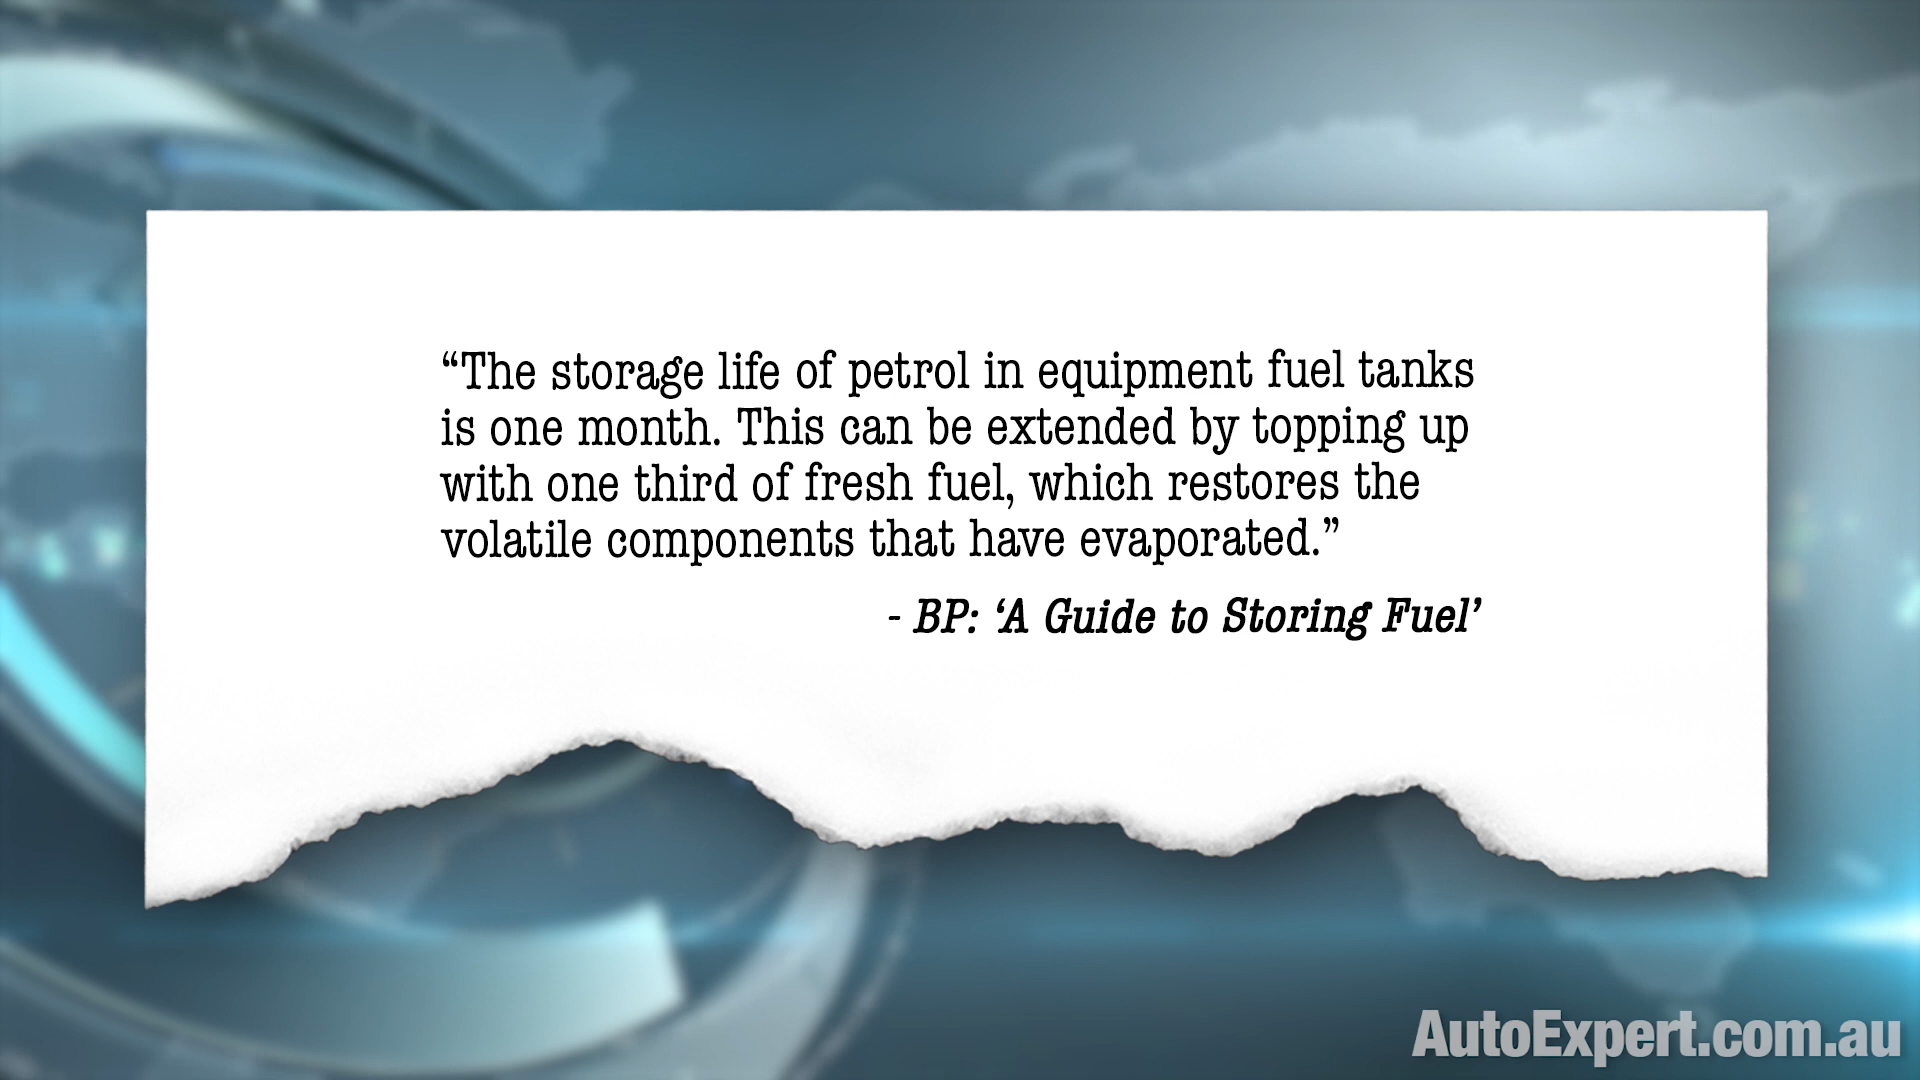 “The storage life of petrol in equipment fuel tanks
is one month. This can be extended by topping up
with one third of fresh fuel, which restores the
volatile components that have evaporated.”
- BP: ‘A Guide to Storing Fuel’
AutoExpert.com.au